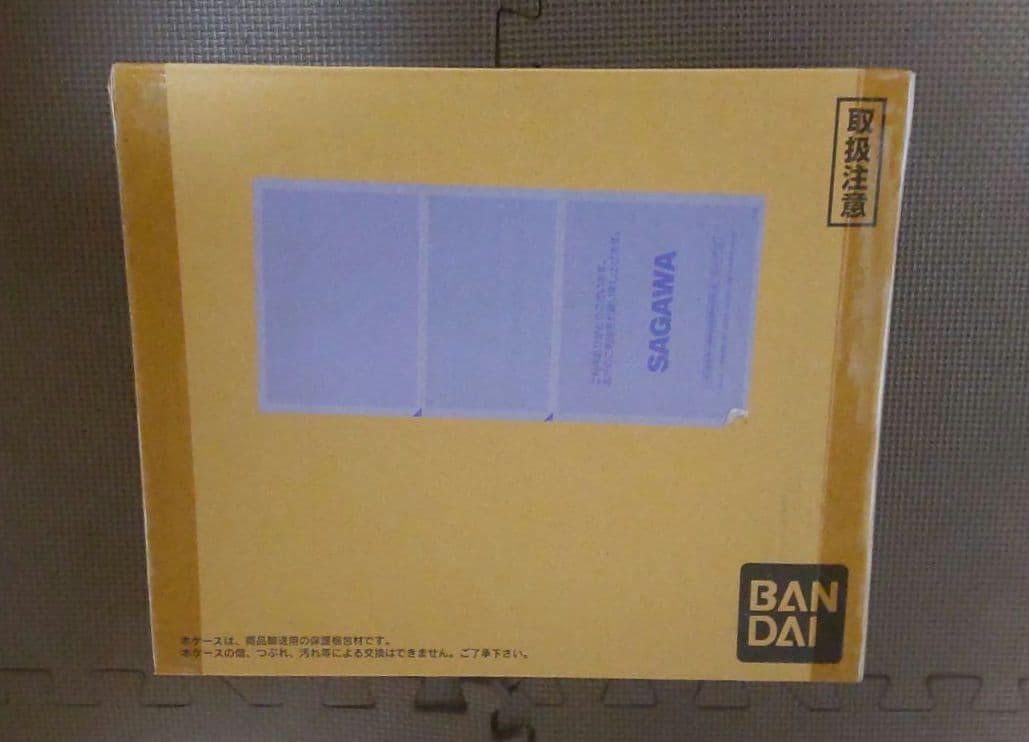 取扱注意
SAGAWA
BAN
DAI
本ケースは、商品輸送用の保護梱包材です。
本ケースの傷、つぶれ、汚れ等による交換はできません。ご了承下さい。